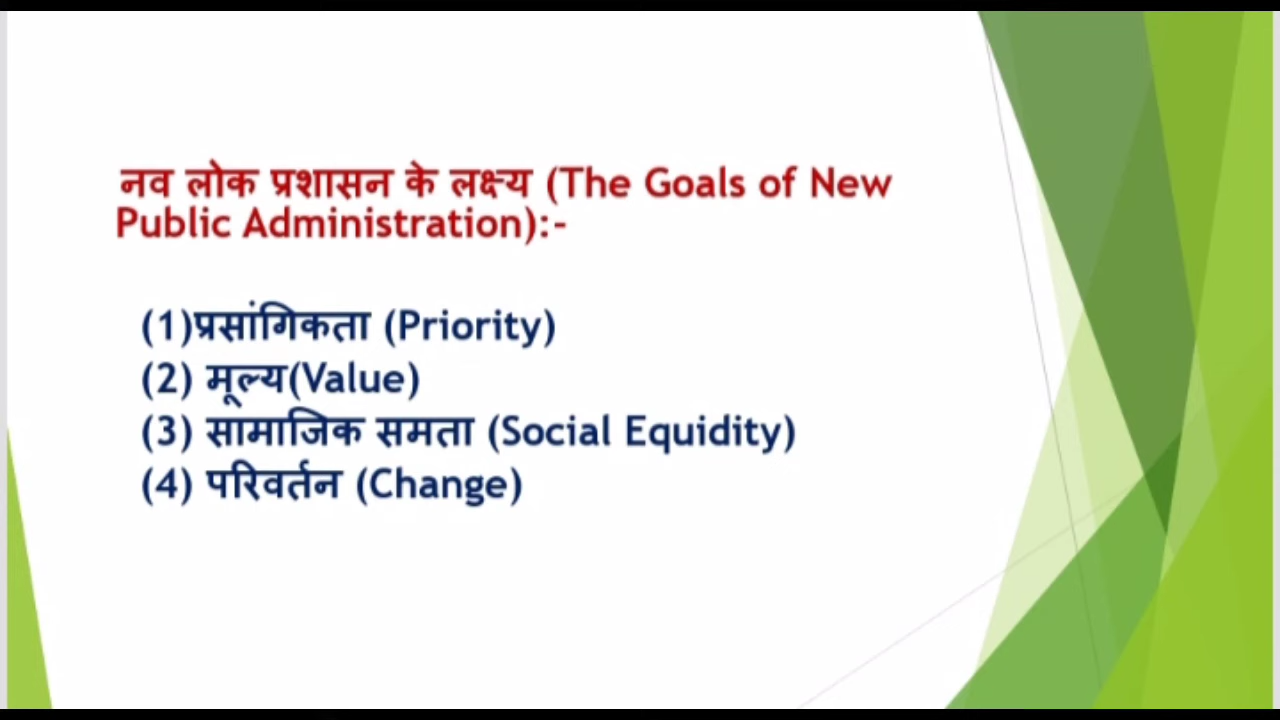 नव लोक प्रशासन के लक्ष्य (The Goals of New
Public Administration):-
(1)प्रसांगिकता (Priority)
(2) मूल्य(Value)
(3) सामाजिक समता (Social Equidity)
(4) परिवर्तन (Change)